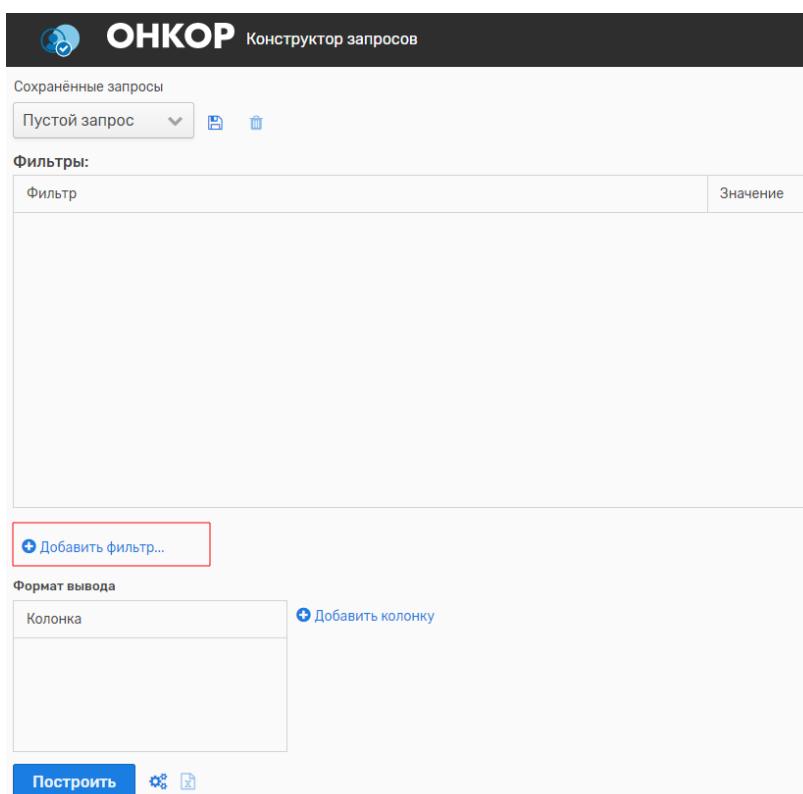 ОНКОР Конструктор запросов
Сохранённые запросы
Пустой запрос
Фильтры:
Фильтр Значение
Добавить фильтр...
Формат вывода
Колонка
Добавить колонку
Построить